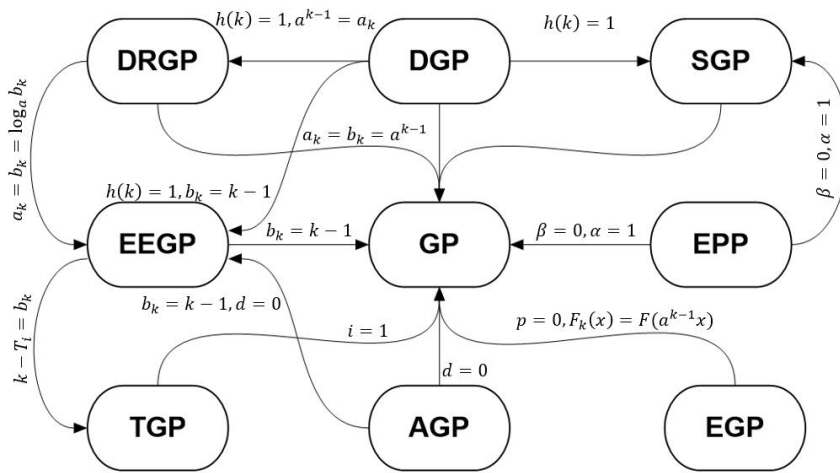 h(k) = 1, a^{k-1} = a_k
h(k) = 1
DRGP
DGP
SGP
a_k = b_k = log_a b_k
a_k = b_k = a^{k-1}
β = 0, α = 1
h(k) = 1, b_k = k − 1
EEGP
b_k = k − 1
GP
β = 0, α = 1
EPP
b_k = k − 1, d = 0
k − T_i = b_k
i = 1
p = 0, F_k(x) = F(a^{k-1}x)
d = 0
TGP
AGP
EGP